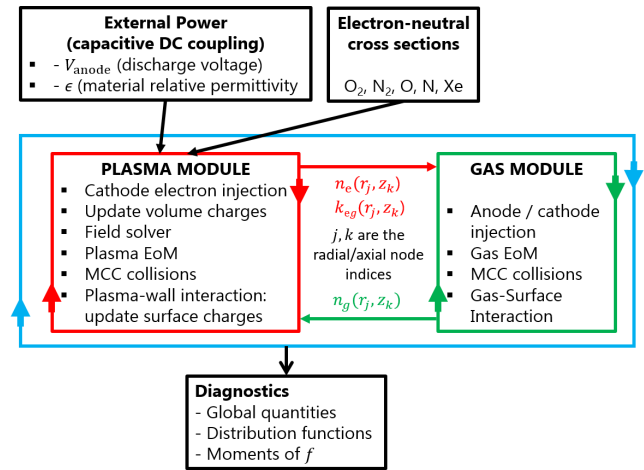 External Power
(capacitive DC coupling)
▪ - V_anode (discharge voltage)
▪ - ϵ (material relative permittivity
Electron-neutral
cross sections
O₂, N₂, O, N, Xe
PLASMA MODULE
▪ Cathode electron injection
▪ Update volume charges
▪ Field solver
▪ Plasma EoM
▪ MCC collisions
▪ Plasma-wall interaction:
update surface charges
n_e(r_j, z_k)
k_eg(r_j, z_k)
j, k are the
radial/axial node
indices
n_g(r_j, z_k)
GAS MODULE
▪ Anode / cathode
injection
▪ Gas EoM
▪ MCC collisions
▪ Gas-Surface
Interaction
Diagnostics
- Global quantities
- Distribution functions
- Moments of f